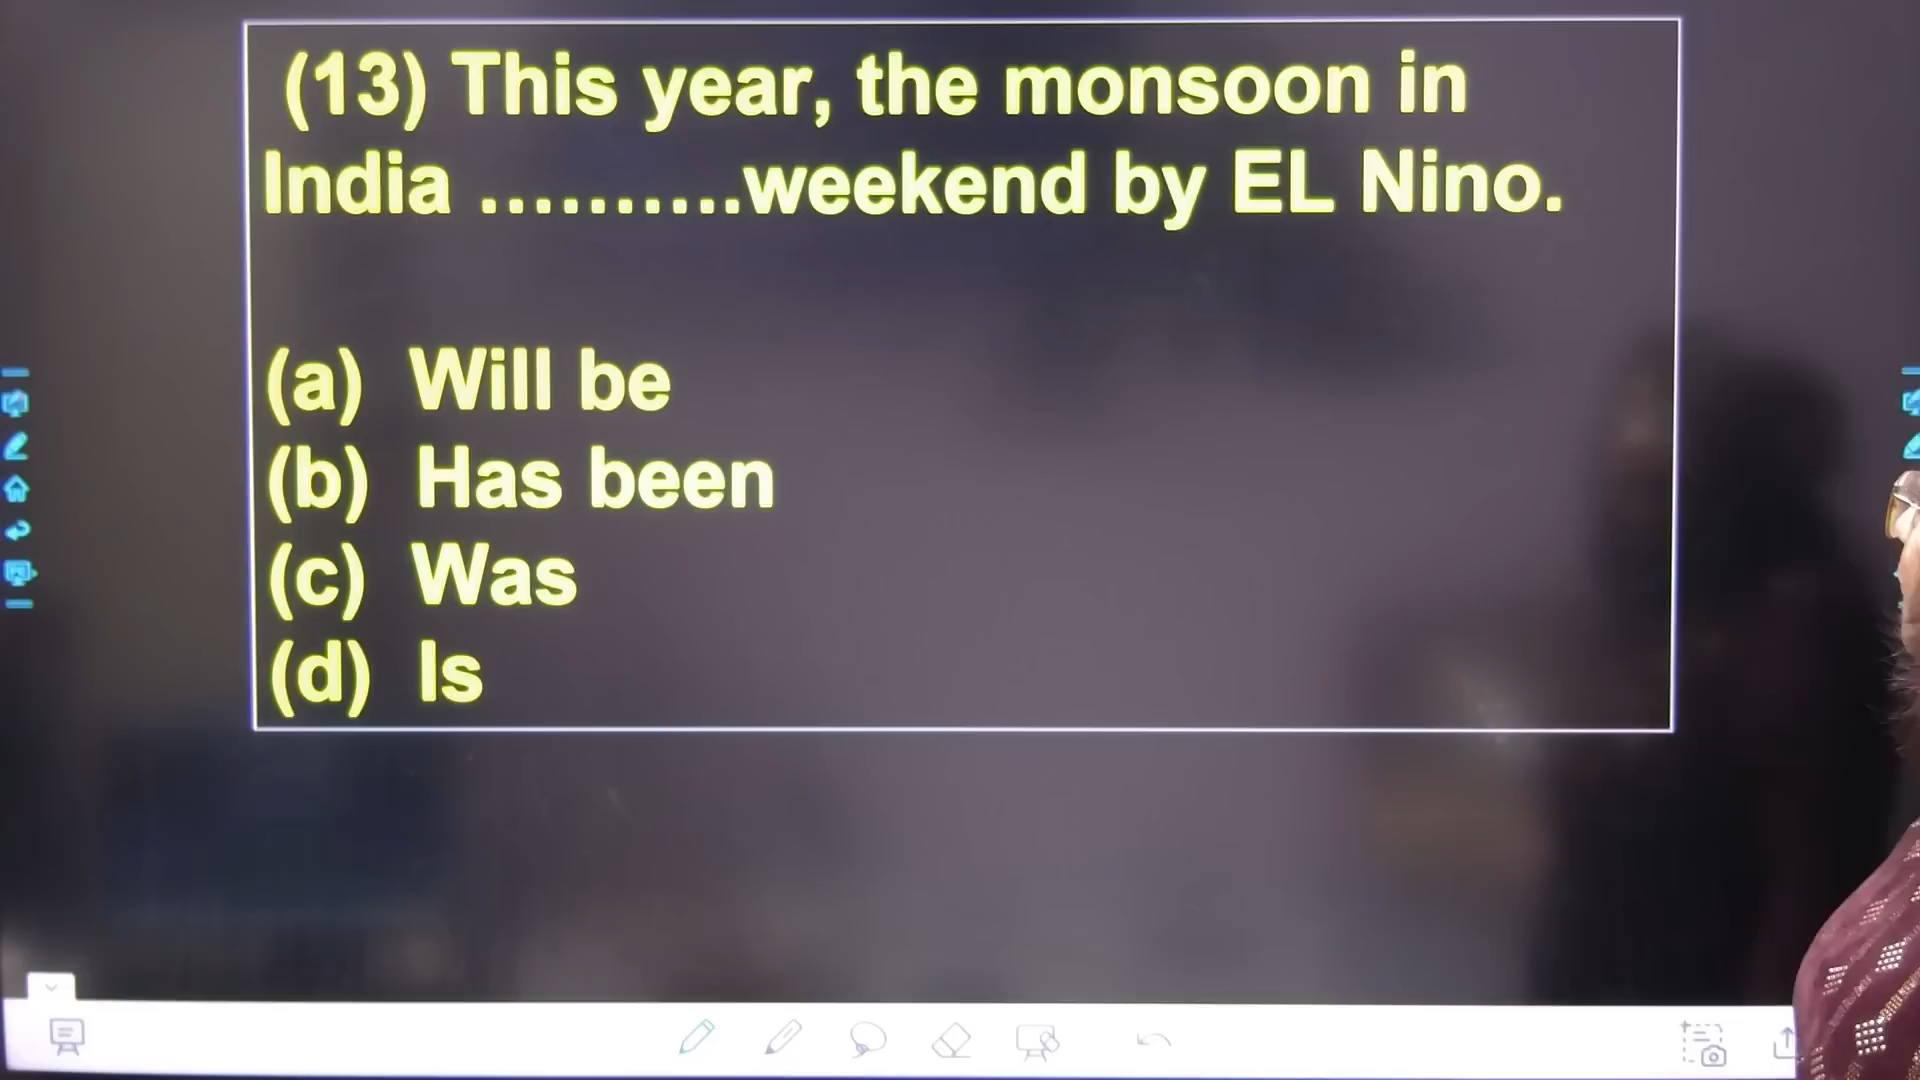 (13) This year, the monsoon in
India ..........weekend by EL Nino.
(a) Will be
(b) Has been
(c) Was
(d) Is